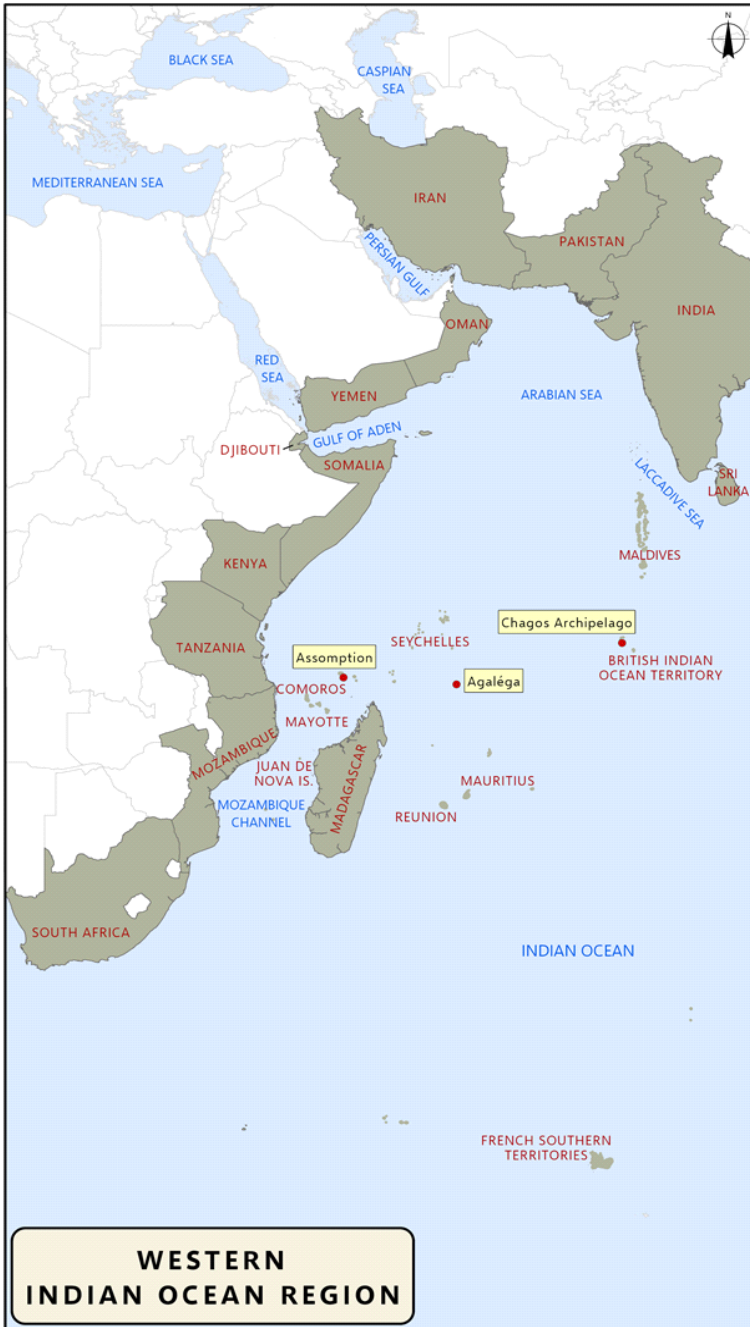 N
BLACK SEA
CASPIAN
SEA
MEDITERRANEAN SEA
IRAN
PERSIAN GULF
PAKISTAN
INDIA
OMAN
RED
SEA
YEMEN
ARABIAN SEA
GULF OF ADEN
DJIBOUTI
SOMALIA
SRI
LANKA
LACCADIVE SEA
MALDIVES
KENYA
Chagos Archipelago
SEYCHELLES
TANZANIA
Assomption
BRITISH INDIAN
OCEAN TERRITORY
Agaléga
COMOROS
MAYOTTE
MOZAMBIQUE
JUAN DE
NOVA IS.
MADAGASCAR
MAURITIUS
MOZAMBIQUE
CHANNEL
REUNION
SOUTH AFRICA
INDIAN OCEAN
FRENCH SOUTHERN
TERRITORIES
WESTERN
INDIAN OCEAN REGION